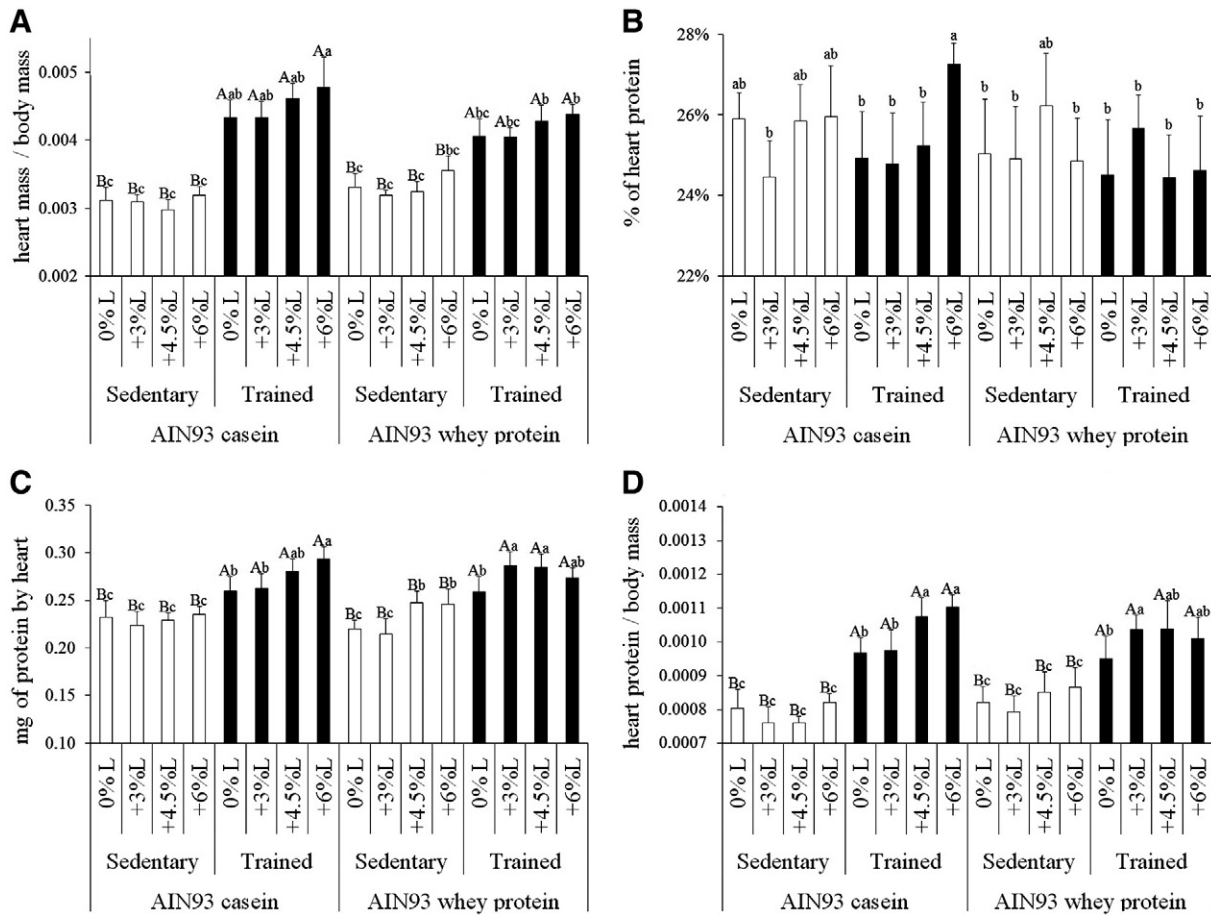 A
heart mass / body mass
0.005
0.004
0.003
0.002
Bc Bc Bc Bc Aab Aab Aab Aa Bc Bc Bc Bbc Abc Abc Ab Ab
0% L +3%L +4.5%L +6%L 0% L +3%L +4.5%L +6%L 0% L +3%L +4.5%L +6%L 0% L +3%L +4.5%L +6%L
Sedentary Trained Sedentary Trained
AIN93 casein AIN93 whey protein
B
% of heart protein
28%
26%
24%
22%
ab b ab ab b b b a b b ab b b b b b
0% L +3%L +4.5%L +6%L 0% L +3%L +4.5%L +6%L 0% L +3%L +4.5%L +6%L 0% L +3%L +4.5%L +6%L
Sedentary Trained Sedentary Trained
AIN93 casein AIN93 whey protein
C
mg of protein by heart
0.35
0.30
0.25
0.20
0.15
0.10
Bc Bc Bc Bc Ab Ab Aab Aa Bc Bc Bb Bb Ab Aa Aa Aab
0% L +3%L +4.5%L +6%L 0% L +3%L +4.5%L +6%L 0% L +3%L +4.5%L +6%L 0% L +3%L +4.5%L +6%L
Sedentary Trained Sedentary Trained
AIN93 casein AIN93 whey protein
D
heart protein / body mass
0.0014
0.0013
0.0012
0.0011
0.0010
0.0009
0.0008
0.0007
Bc Bc Bc Bc Ab Ab Aa Aa Bc Bc Bc Bc Ab Aa Aab Aab
0% L +3%L +4.5%L +6%L 0% L +3%L +4.5%L +6%L 0% L +3%L +4.5%L +6%L 0% L +3%L +4.5%L +6%L
Sedentary Trained Sedentary Trained
AIN93 casein AIN93 whey protein